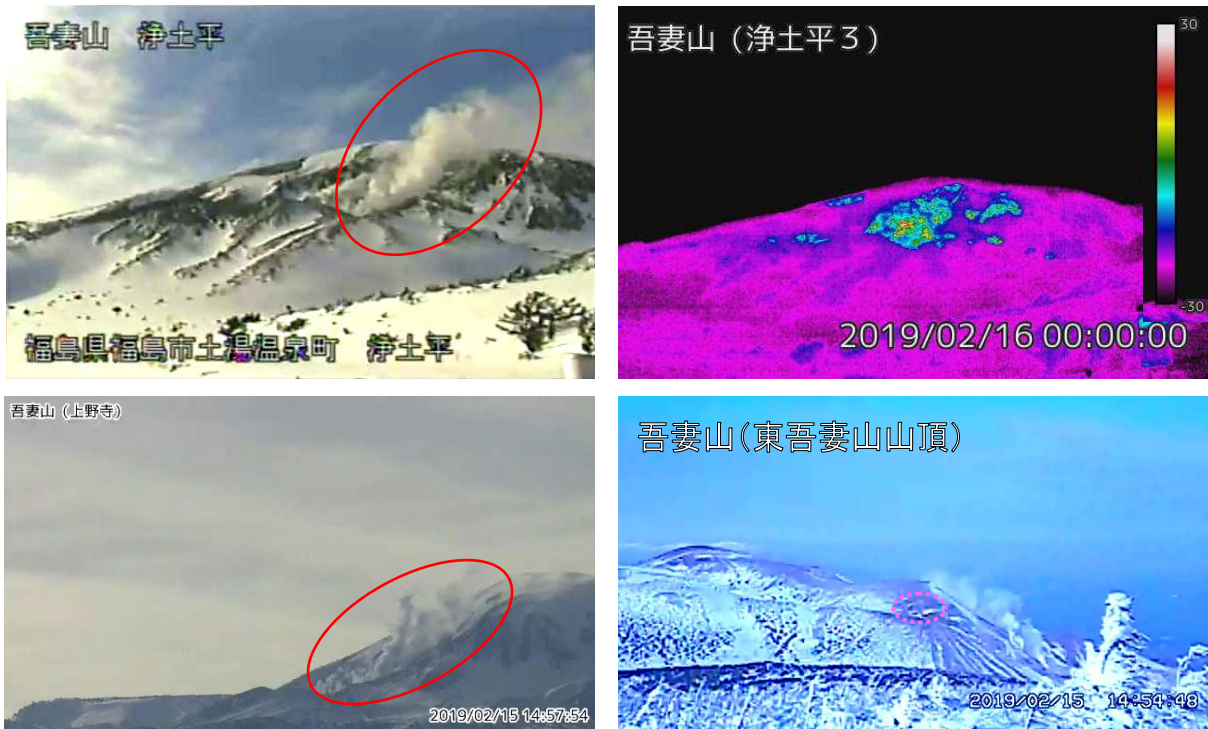 吾妻山 浄土平
福島県福島市土湯温泉町 浄土平
吾妻山（浄土平３）
30
-30
2019/02/16 00:00:00
吾妻山（上野寺）
2019/02/15 14:57:54
吾妻山(東吾妻山山頂)
2019/02/15 14:54:48